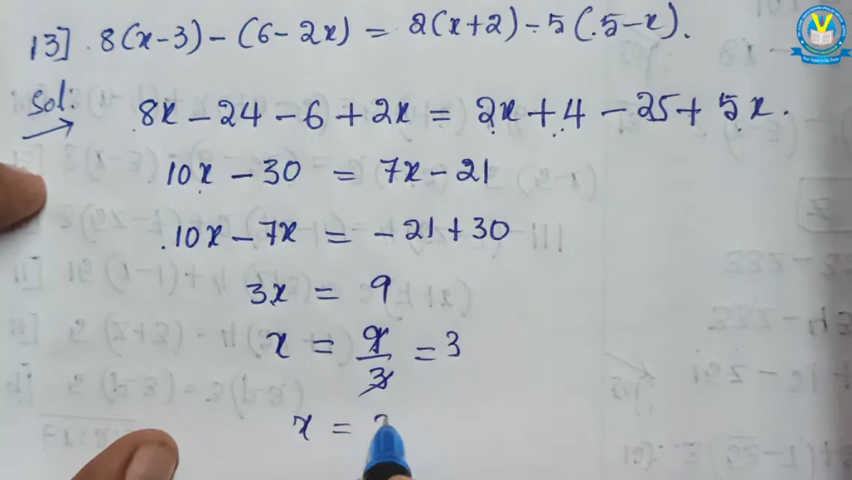 13] 8(x-3) - (6-2x) = 2(x+2) - 5(5-x).
Sol:
8x - 24 - 6 + 2x = 2x + 4 - 25 + 5x.
10x - 30 = 7x - 21
10x - 7x = -21 + 30
3x = 9
x = 9/3 = 3
x =